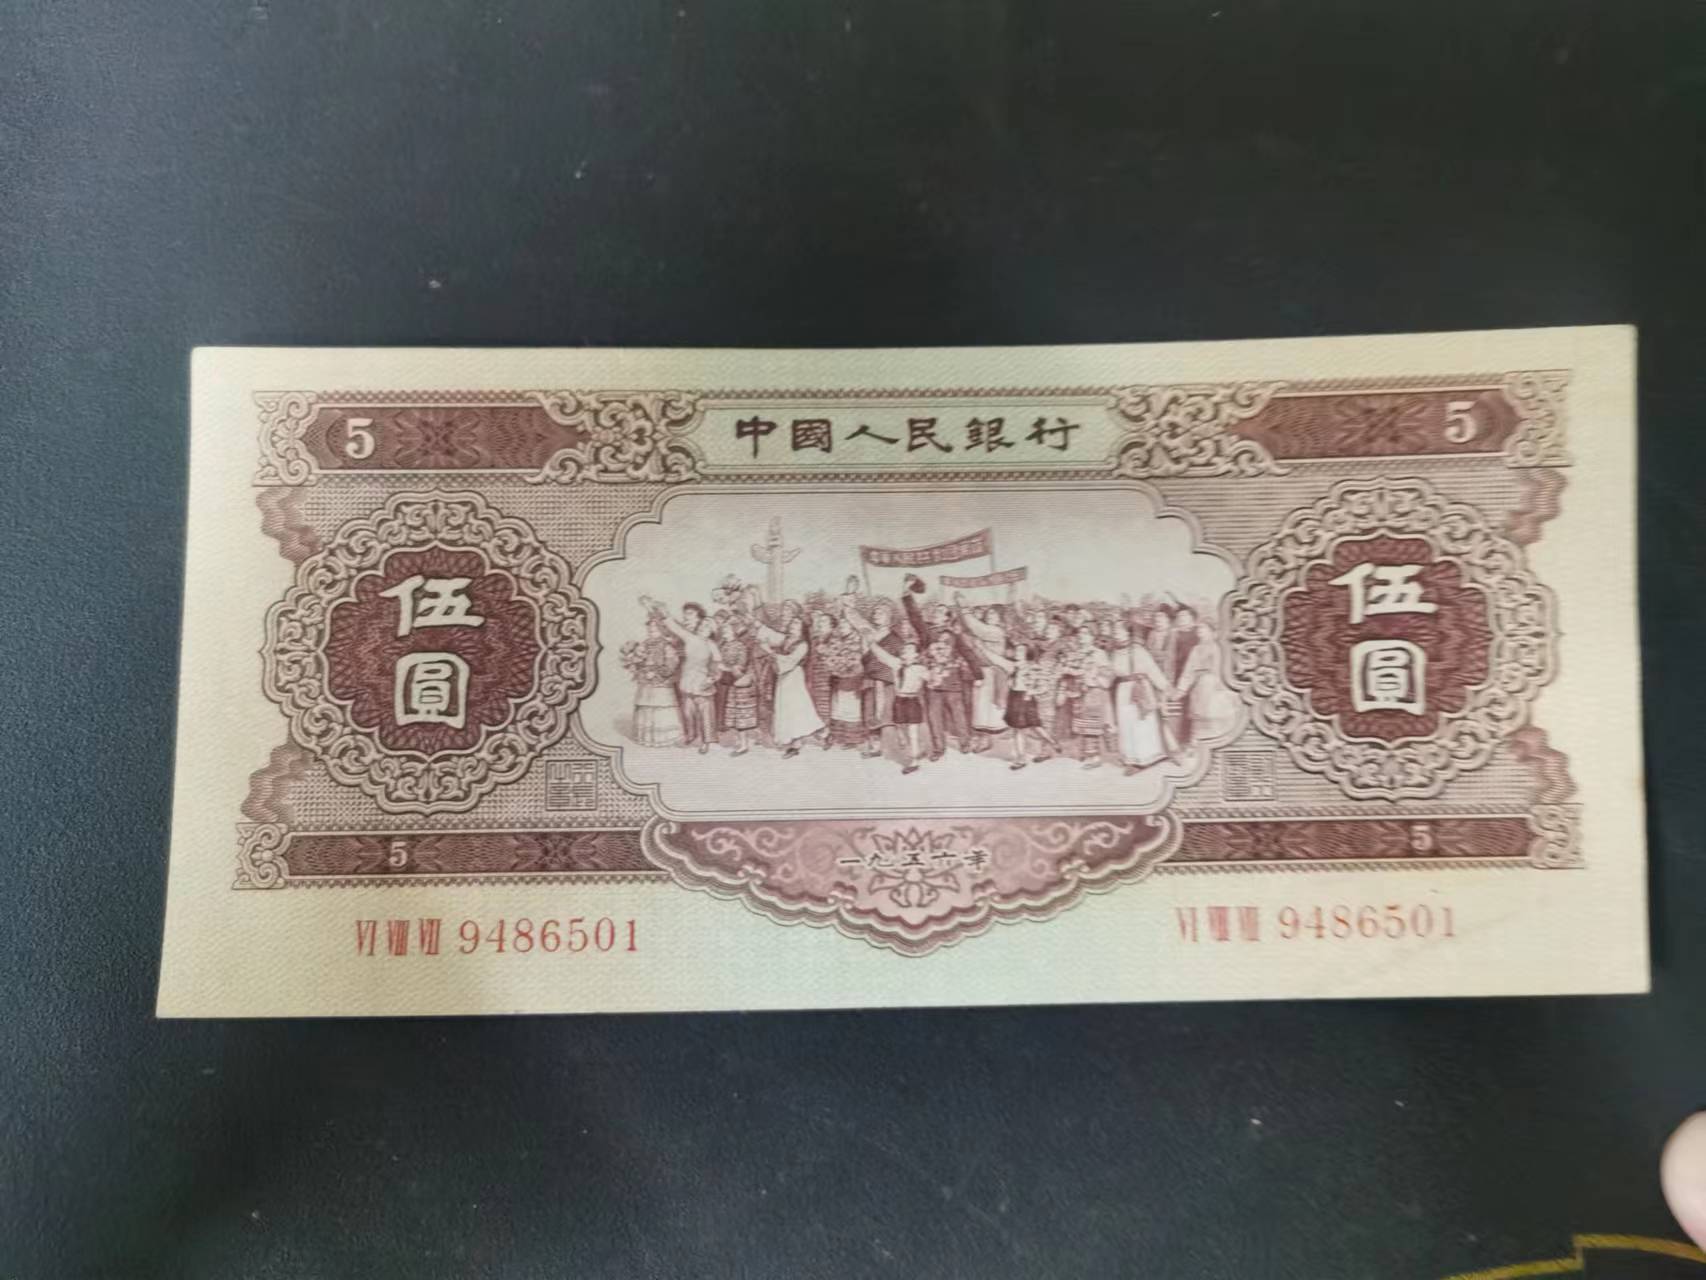 5 中國人民銀行 5
伍 伍
圓 圓
5 一九五六年 5
VI VIII VII 9486501 VI VIII VII 9486501